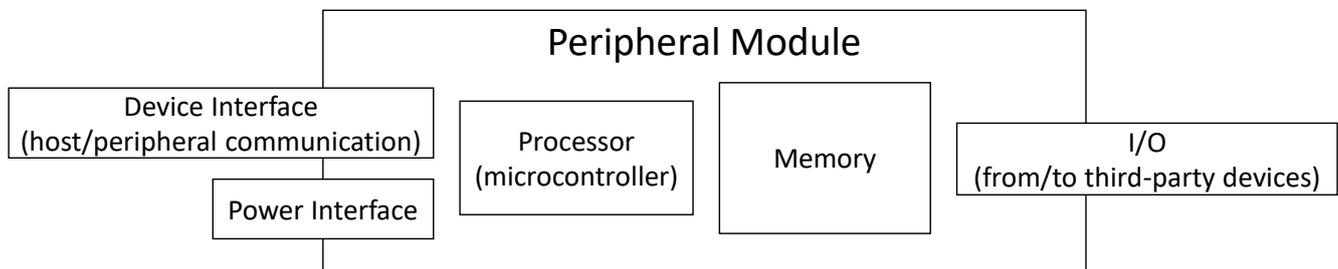 Peripheral Module
Device Interface
(host/peripheral communication)
Power Interface
Processor
(microcontroller)
Memory
I/O
(from/to third-party devices)